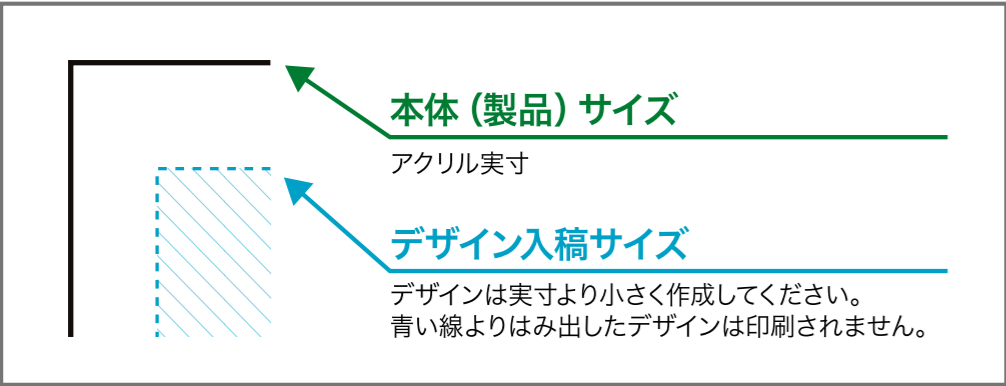 本体（製品）サイズ
アクリル実寸
デザイン入稿サイズ
デザインは実寸より小さく作成してください。
青い線よりはみ出したデザインは印刷されません。